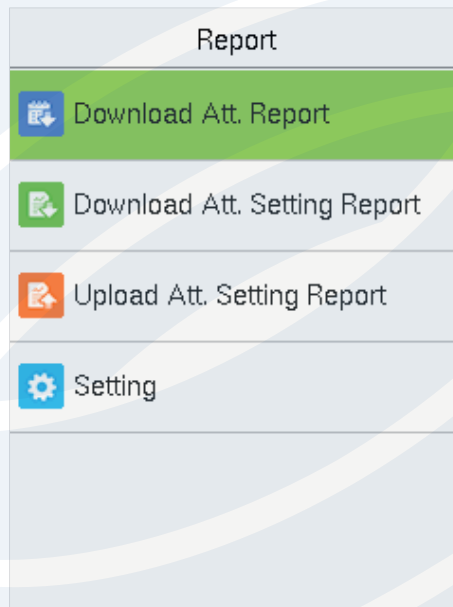 Report
Download Att. Report
Download Att. Setting Report
Upload Att. Setting Report
Setting